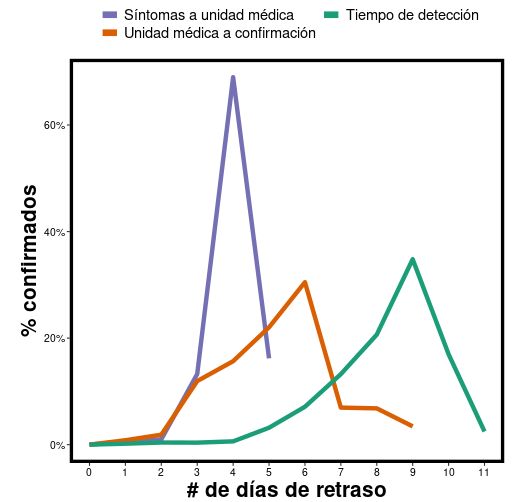 Síntomas a unidad médica Tiempo de detección
Unidad médica a confirmación
% confirmados
60%
40%
20%
0%
0 1 2 3 4 5 6 7 8 9 10 11
# de días de retraso